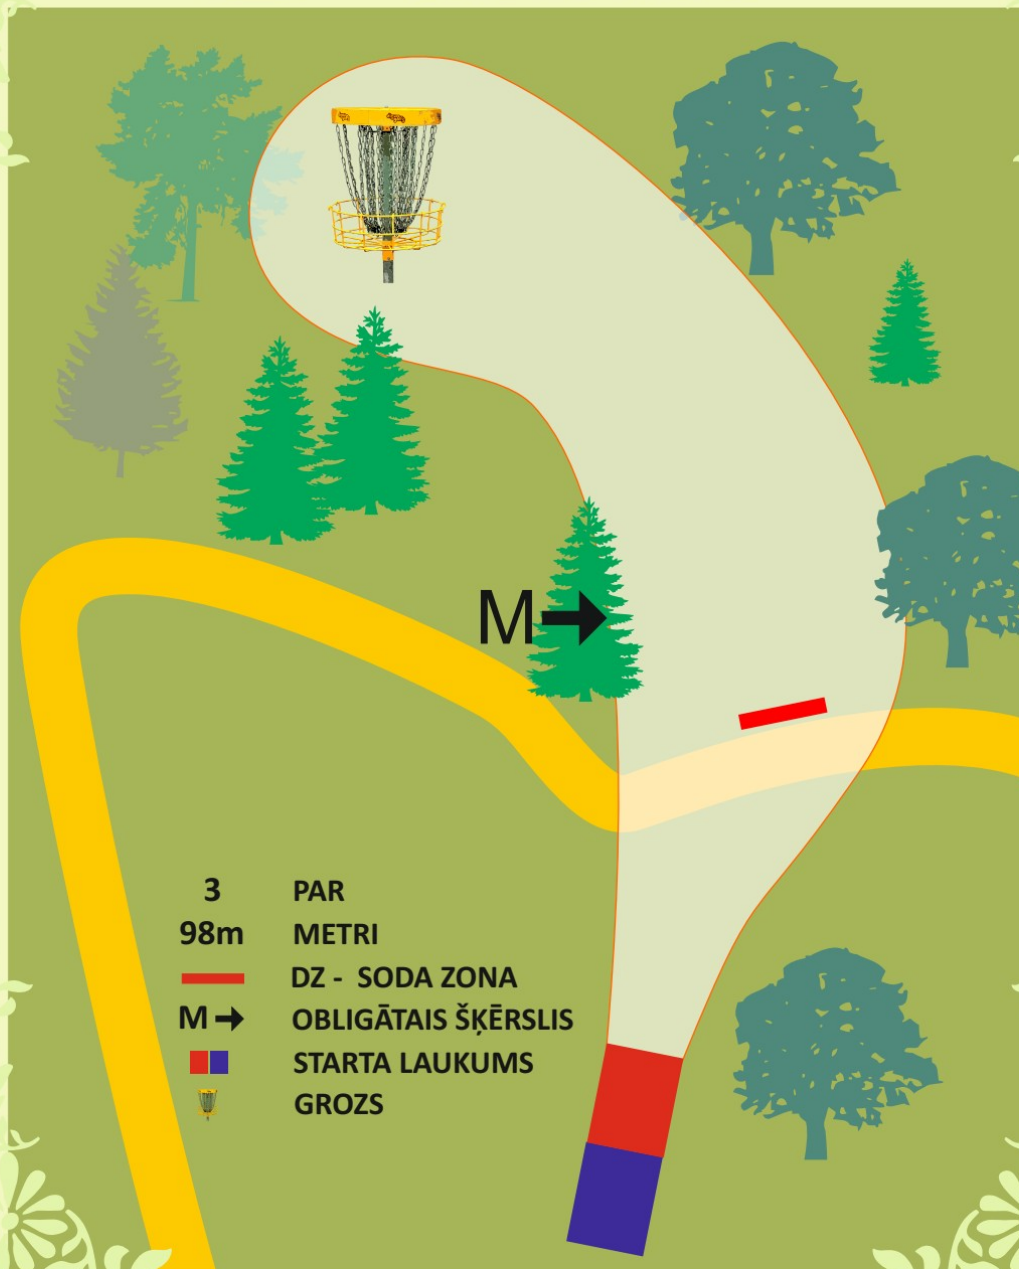 M
3 PAR
98m METRI
DZ - SODA ZONA
M OBLIGĀTAIS ŠĶĒRSLIS
STARTA LAUKUMS
GROZS